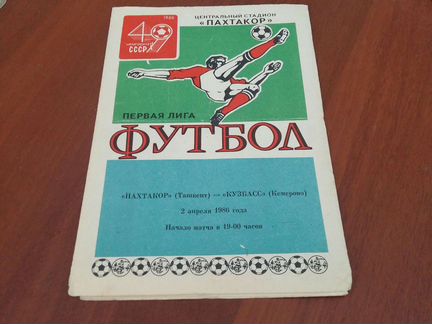 1986
49
СССР
ЦЕНТРАЛЬНЫЙ СТАДИОН
«ПАХТАКОР»
ПЕРВАЯ ЛИГА
ФУТБОЛ
«ПАХТАКОР» (Ташкент) — «КУЗБАСС» (Кемерово)
2 апреля 1986 года
Начало матча в 19-00 часов